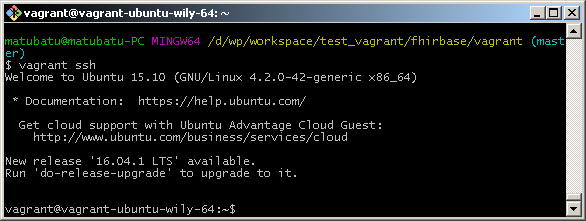 vagrant@vagrant-ubuntu-wily-64: ~
matubatu@matubatu-PC MINGW64 /d/wp/workspace/test_vagrant/fhirbase/vagrant (mast
er)
$ vagrant ssh
Welcome to Ubuntu 15.10 (GNU/Linux 4.2.0-42-generic x86_64)
* Documentation:  https://help.ubuntu.com/
Get cloud support with Ubuntu Advantage Cloud Guest:
http://www.ubuntu.com/business/services/cloud
New release '16.04.1 LTS' available.
Run 'do-release-upgrade' to upgrade to it.
vagrant@vagrant-ubuntu-wily-64:~$